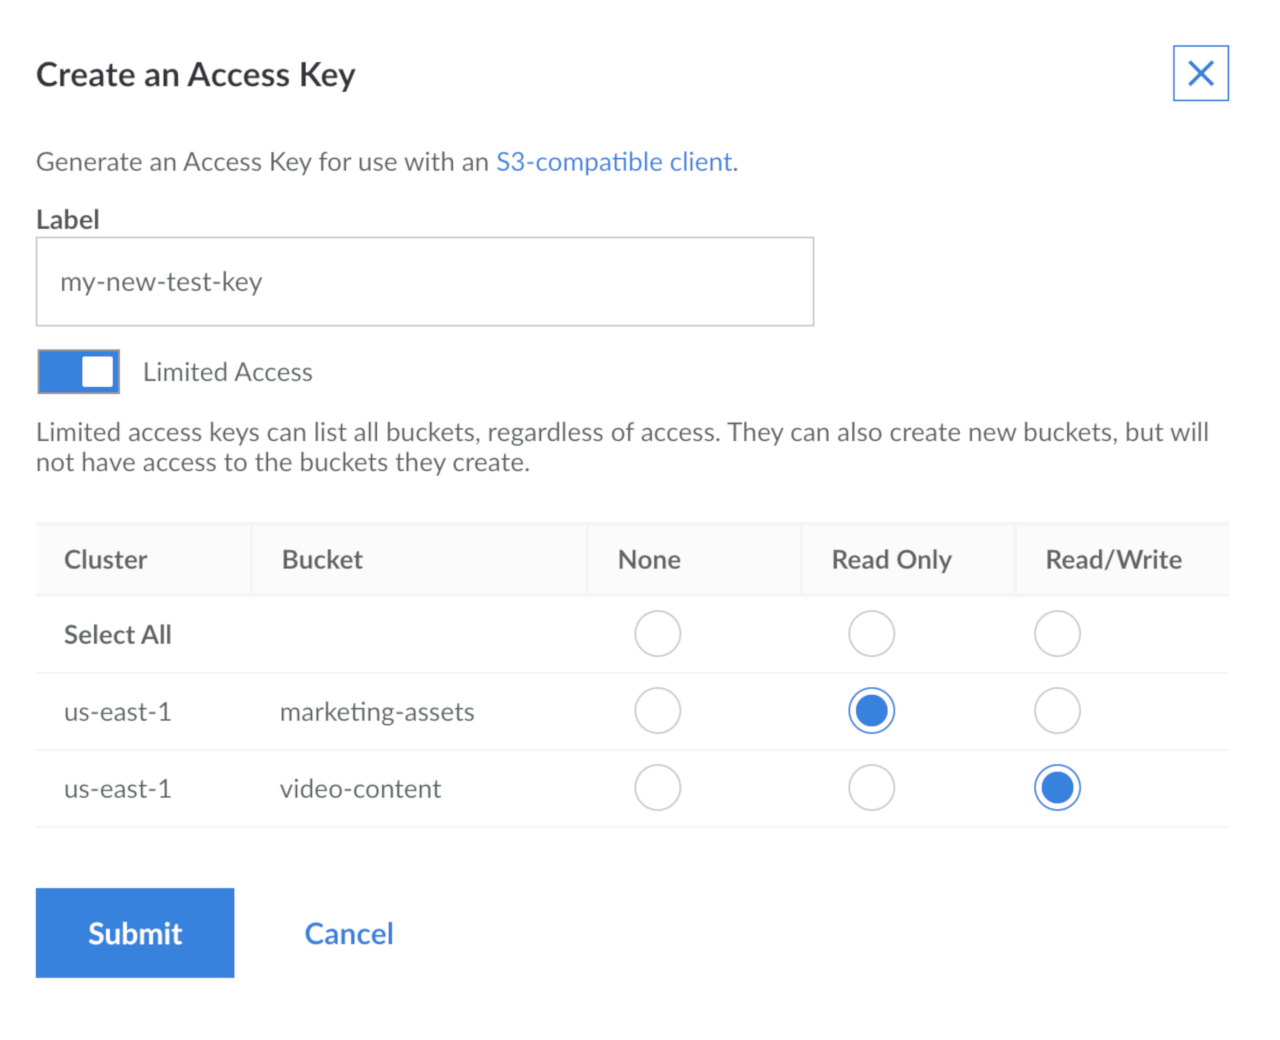 Create an Access Key
Generate an Access Key for use with an S3-compatible client.
Label
my-new-test-key
Limited Access
Limited access keys can list all buckets, regardless of access. They can also create new buckets, but will
not have access to the buckets they create.
Cluster Bucket None Read Only Read/Write
Select All
us-east-1 marketing-assets
us-east-1 video-content
Submit Cancel